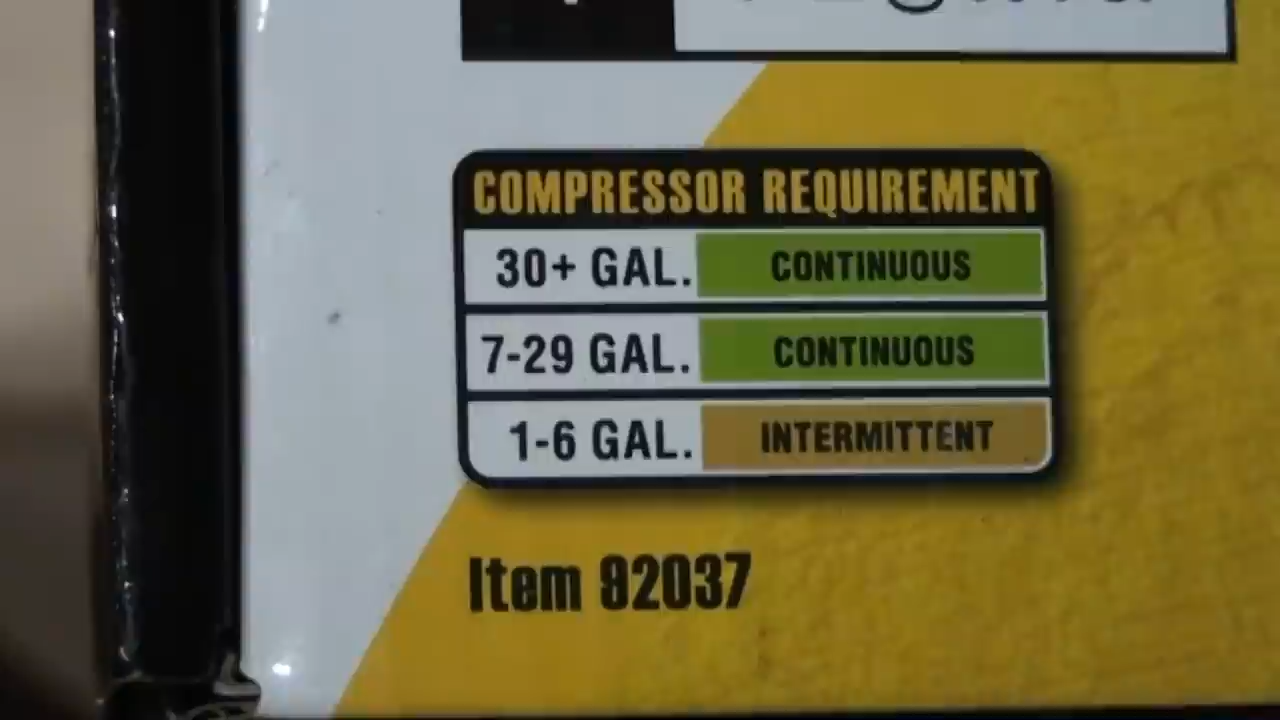 COMPRESSOR REQUIREMENT
30+ GAL. CONTINUOUS
7-29 GAL. CONTINUOUS
1-6 GAL. INTERMITTENT
Item 92037